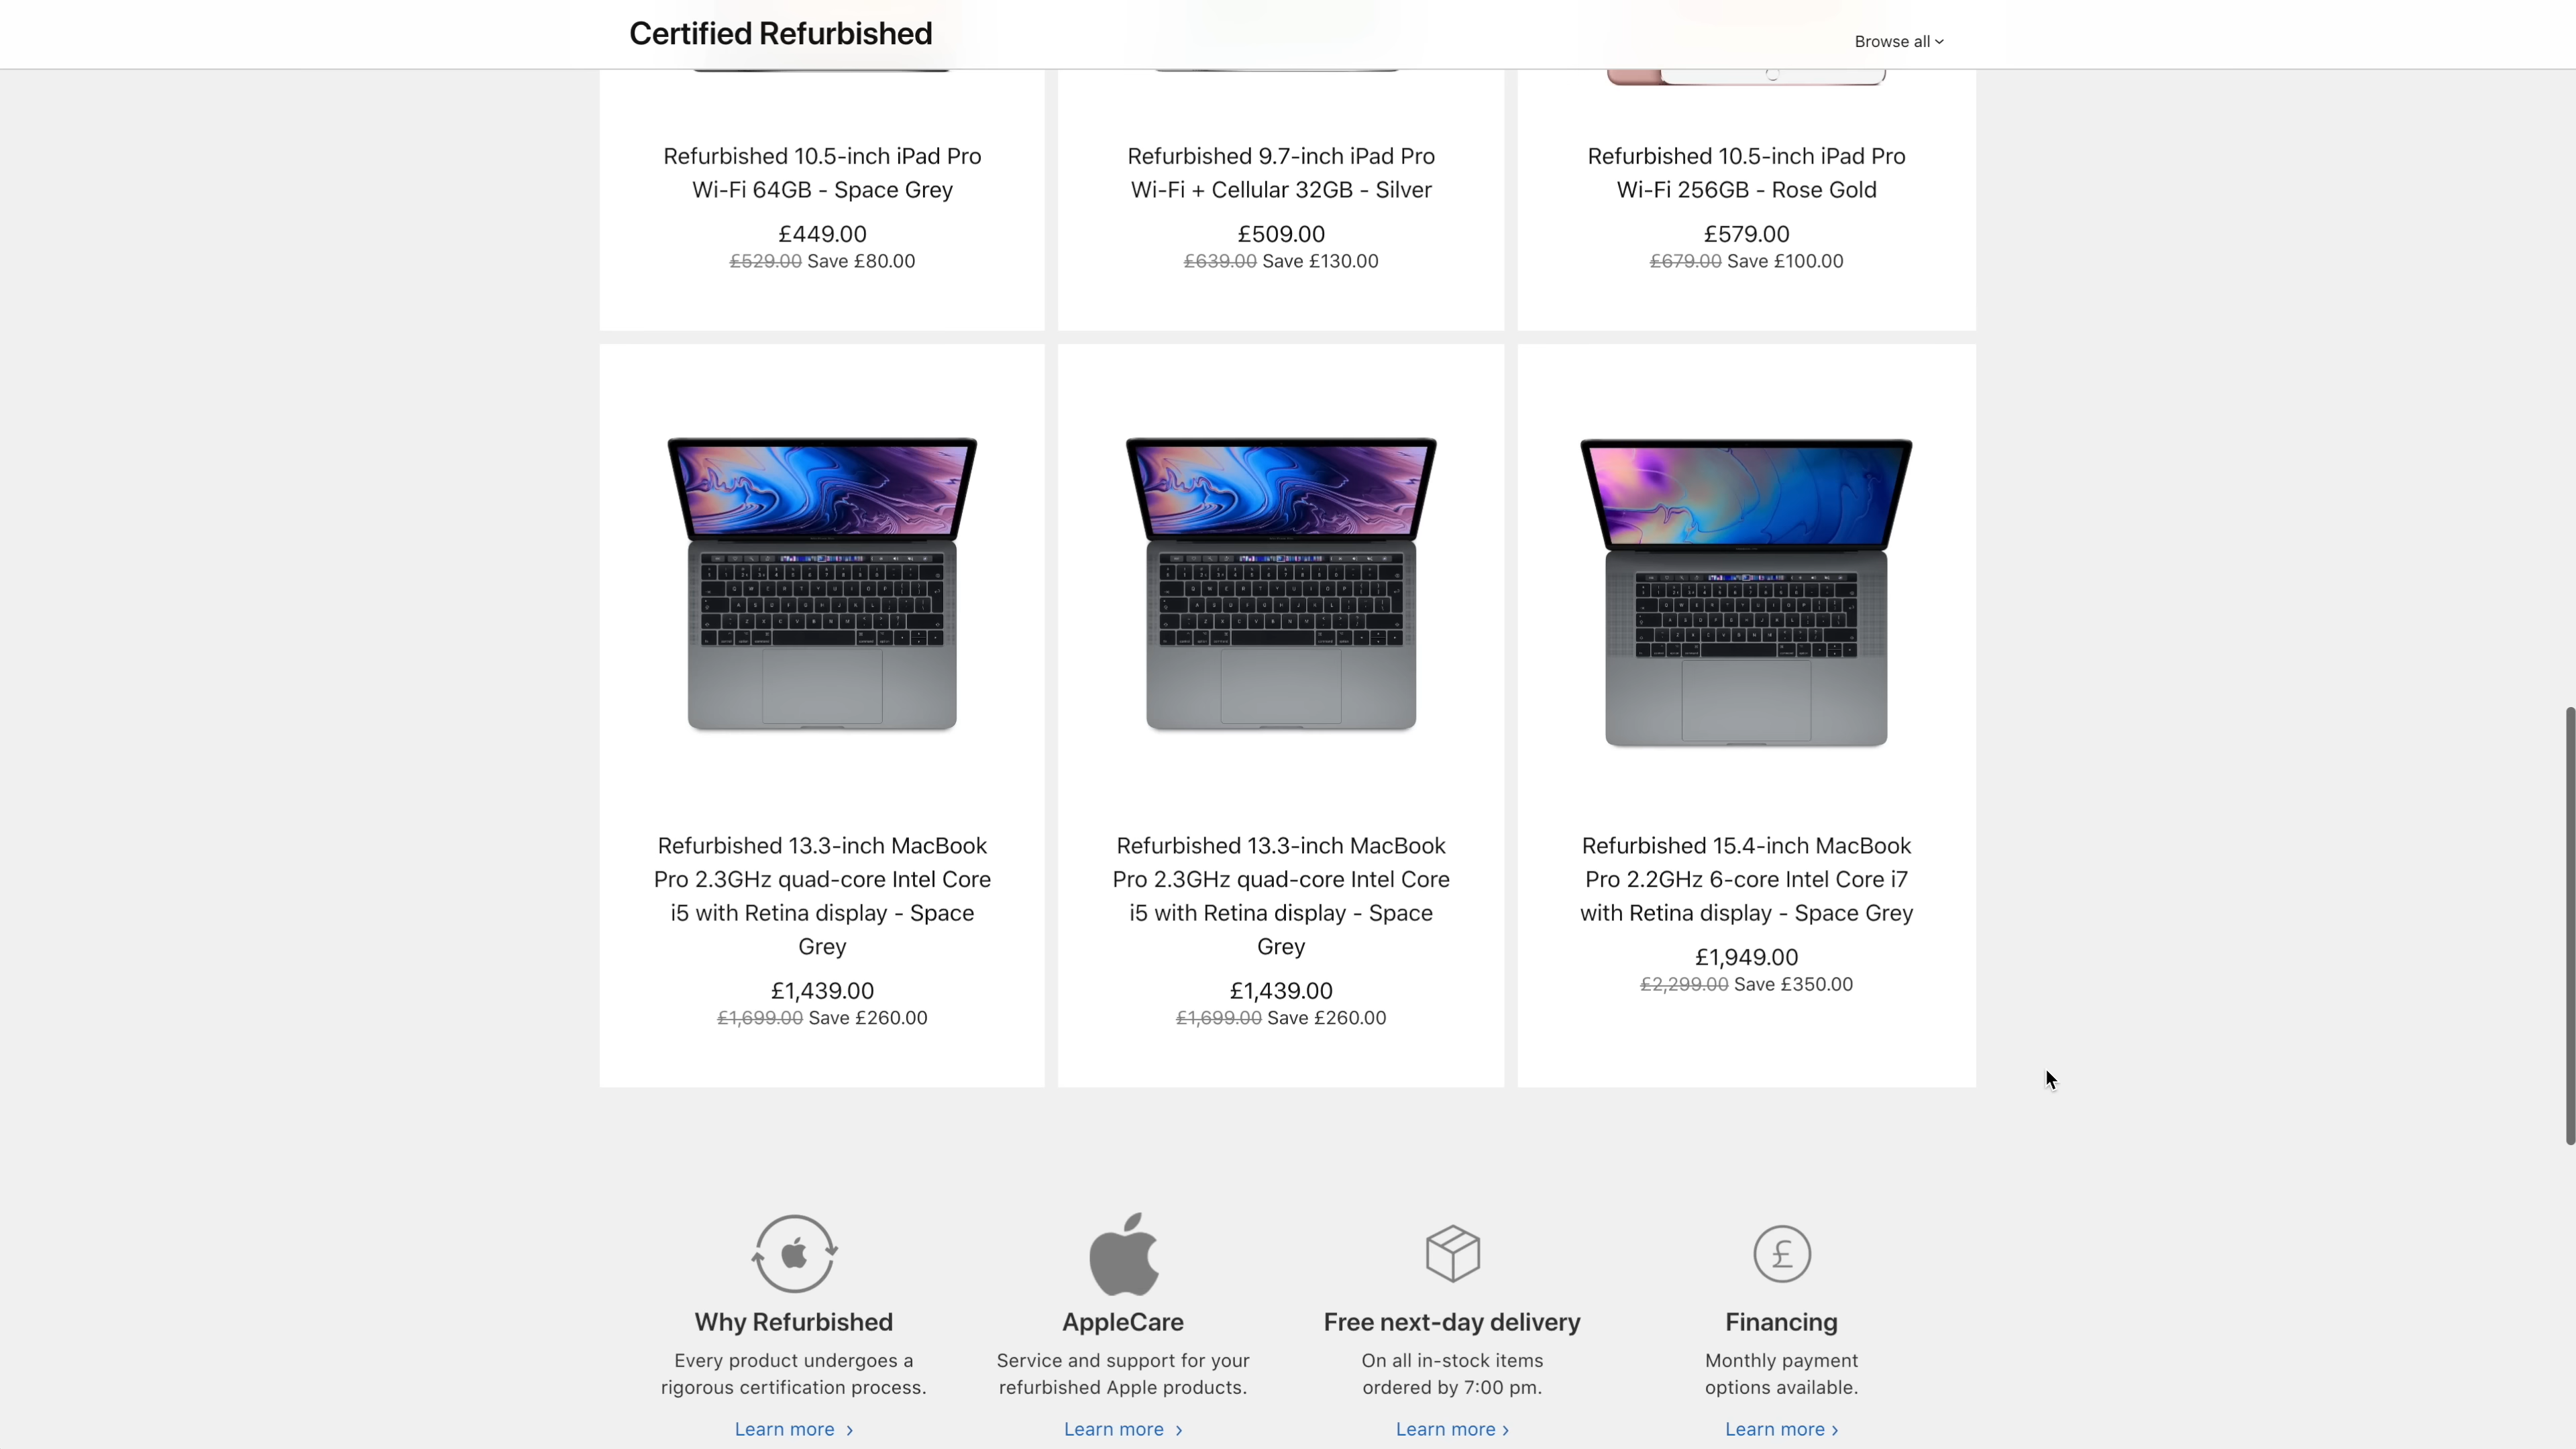 Certified Refurbished
Browse all
Refurbished 10.5-inch iPad Pro
Wi-Fi 64GB - Space Grey
£449.00
£529.00 Save £80.00
Refurbished 9.7-inch iPad Pro
Wi-Fi + Cellular 32GB - Silver
£509.00
£639.00 Save £130.00
Refurbished 10.5-inch iPad Pro
Wi-Fi 256GB - Rose Gold
£579.00
£679.00 Save £100.00
Refurbished 13.3-inch MacBook
Pro 2.3GHz quad-core Intel Core
i5 with Retina display - Space
Grey
£1,439.00
£1,699.00 Save £260.00
Refurbished 13.3-inch MacBook
Pro 2.3GHz quad-core Intel Core
i5 with Retina display - Space
Grey
£1,439.00
£1,699.00 Save £260.00
Refurbished 15.4-inch MacBook
Pro 2.2GHz 6-core Intel Core i7
with Retina display - Space Grey
£1,949.00
£2,299.00 Save £350.00
Why Refurbished
Every product undergoes a
rigorous certification process.
Learn more ›
AppleCare
Service and support for your
refurbished Apple products.
Learn more ›
£
Free next-day delivery
On all in-stock items
ordered by 7:00 pm.
Learn more ›
Financing
Monthly payment
options available.
Learn more ›